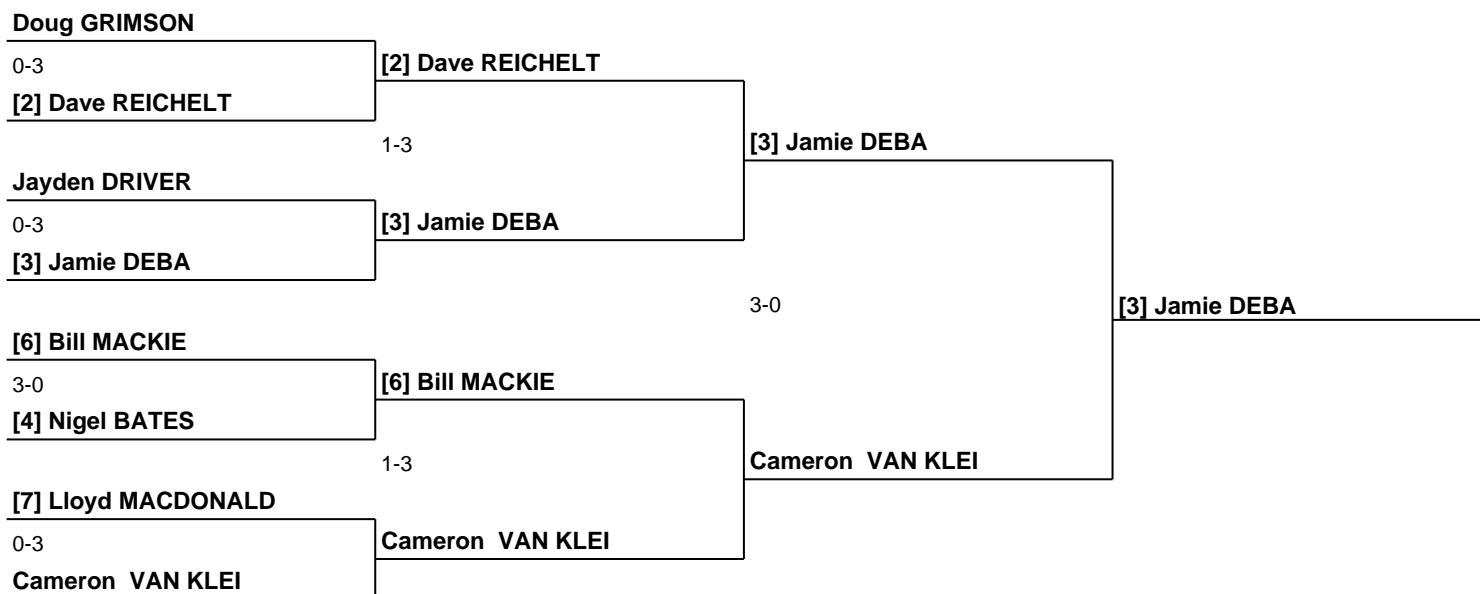 Doug GRIMSON
0-3
[2] Dave REICHELT
[2] Dave REICHELT
1-3
[3] Jamie DEBA
Jayden DRIVER
0-3
[3] Jamie DEBA
[3] Jamie DEBA
3-0
[3] Jamie DEBA
[6] Bill MACKIE
3-0
[6] Bill MACKIE
[4] Nigel BATES
1-3
Cameron  VAN KLEI
[7] Lloyd MACDONALD
0-3
Cameron  VAN KLEI
Cameron  VAN KLEI